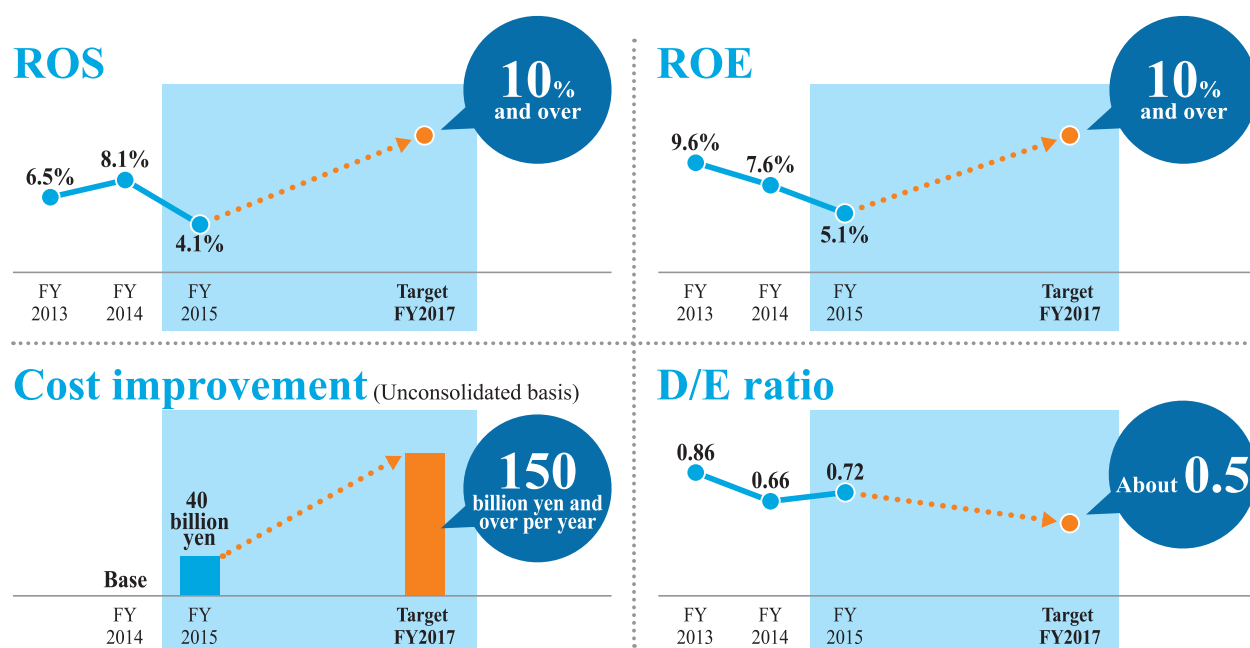 ROS
10%
and over
6.5%
8.1%
4.1%
FY
2013
FY
2014
FY
2015
Target
FY2017
ROE
10%
and over
9.6%
7.6%
5.1%
FY
2013
FY
2014
FY
2015
Target
FY2017
Cost improvement (Unconsolidated basis)
150
billion yen and
over per year
40
billion
yen
Base
FY
2014
FY
2015
Target
FY2017
D/E ratio
About 0.5
0.86
0.66
0.72
FY
2013
FY
2014
FY
2015
Target
FY2017